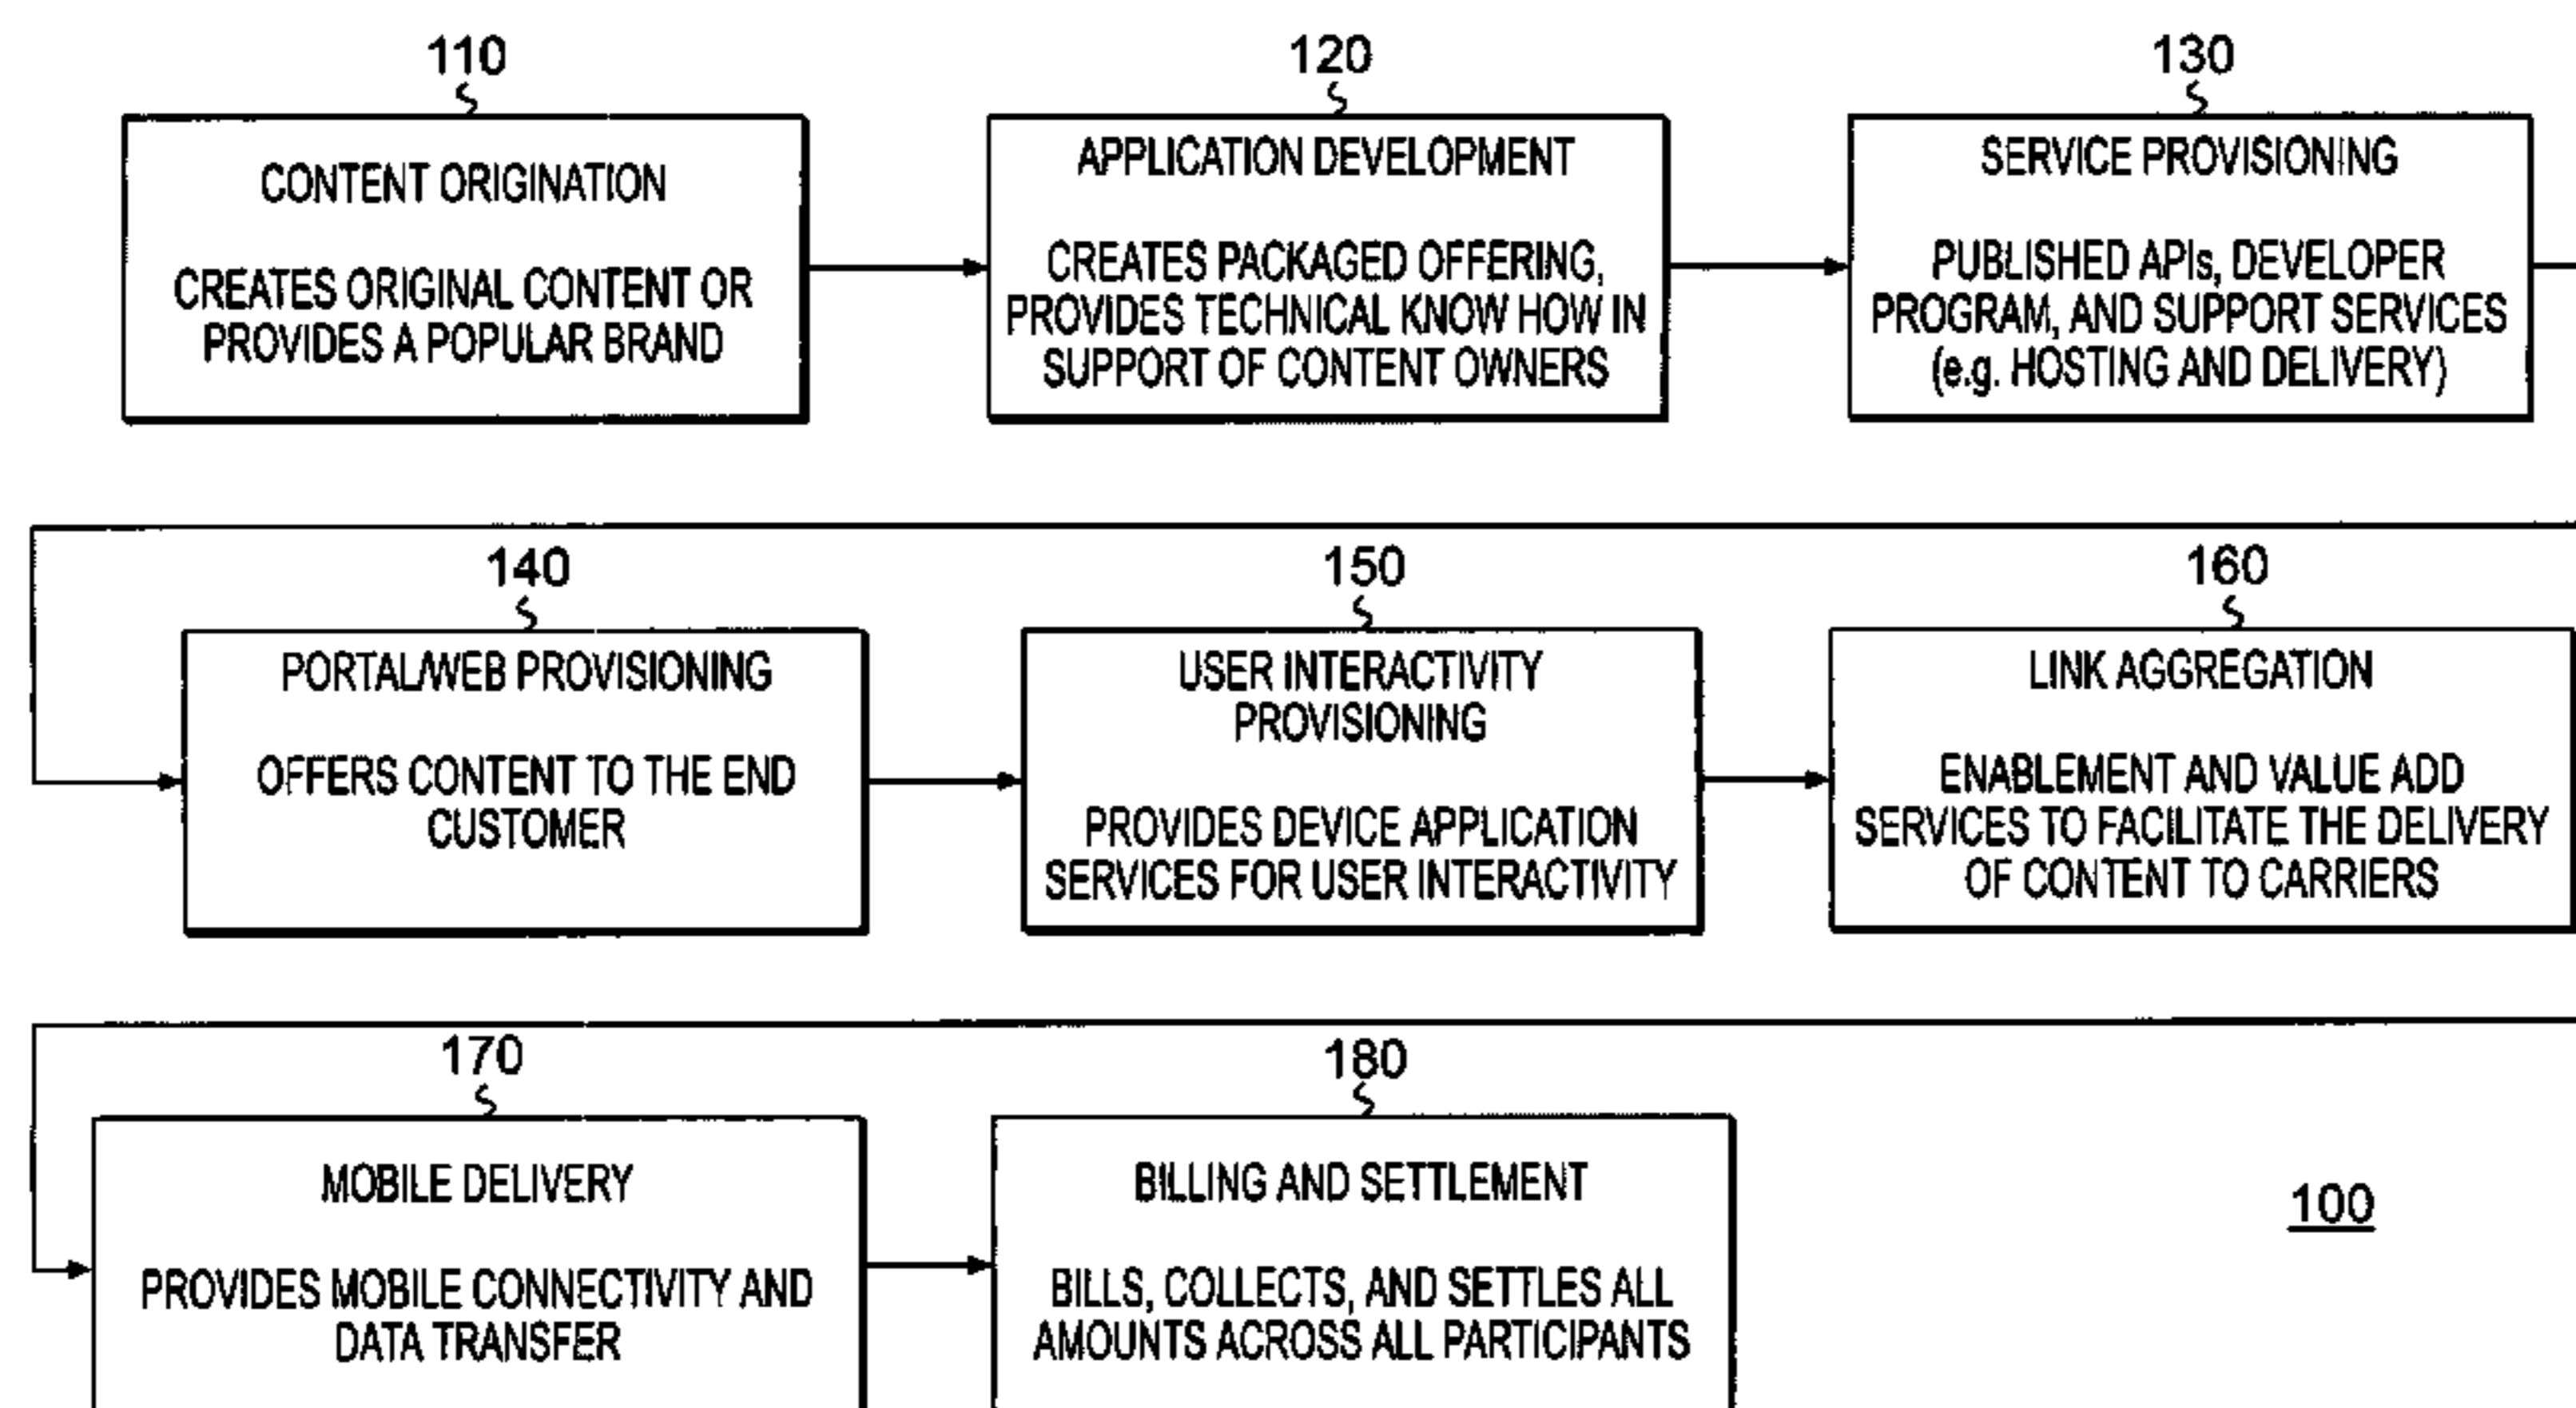 110
CONTENT ORIGINATION
CREATES ORIGINAL CONTENT OR
PROVIDES A POPULAR BRAND
120
APPLICATION DEVELOPMENT
CREATES PACKAGED OFFERING,
PROVIDES TECHNICAL KNOW HOW IN
SUPPORT OF CONTENT OWNERS
130
SERVICE PROVISIONING
PUBLISHED APIs, DEVELOPER
PROGRAM, AND SUPPORT SERVICES
(e.g. HOSTING AND DELIVERY)
140
PORTAL/WEB PROVISIONING
OFFERS CONTENT TO THE END
CUSTOMER
150
USER INTERACTIVITY
PROVISIONING
PROVIDES DEVICE APPLICATION
SERVICES FOR USER INTERACTIVITY
160
LINK AGGREGATION
ENABLEMENT AND VALUE ADD
SERVICES TO FACILITATE THE DELIVERY
OF CONTENT TO CARRIERS
170
MOBILE DELIVERY
PROVIDES MOBILE CONNECTIVITY AND
DATA TRANSFER
180
BILLING AND SETTLEMENT
BILLS, COLLECTS, AND SETTLES ALL
AMOUNTS ACROSS ALL PARTICIPANTS
100